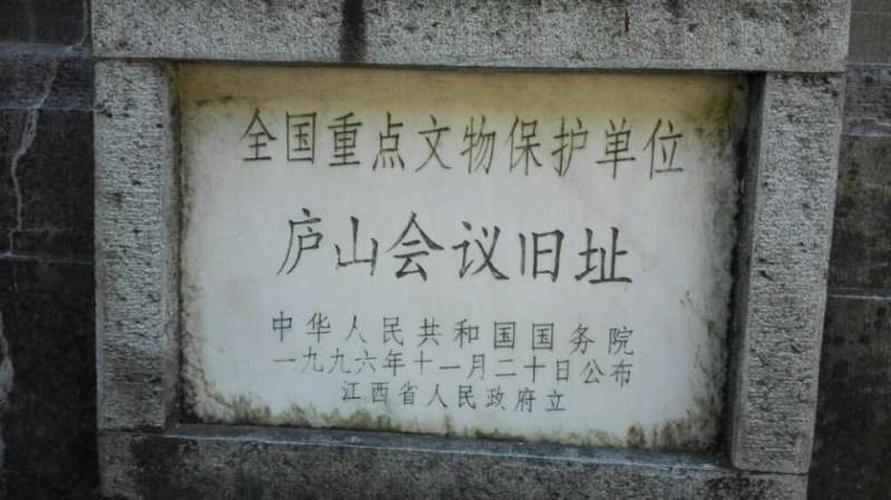 全国重点文物保护单位
庐山会议旧址
中华人民共和国国务院
一九九六年十一月二十日公布
江西省人民政府立